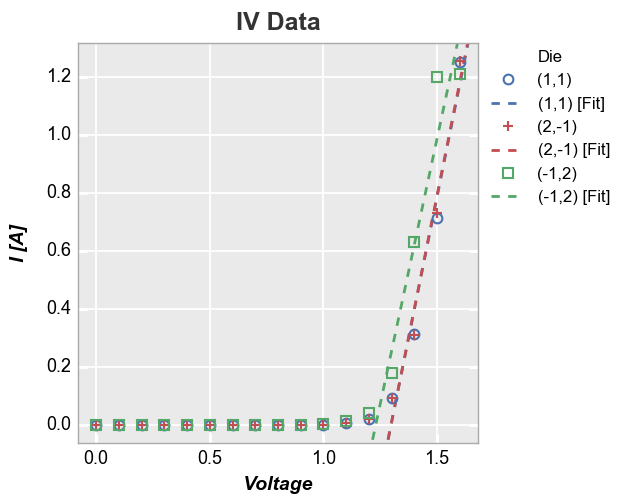 IV Data
I [A]
1.2
1.0
0.8
0.6
0.4
0.2
0.0
0.0 0.5 1.0 1.5
Voltage
Die
(1,1)
(1,1) [Fit]
(2,-1)
(2,-1) [Fit]
(-1,2)
(-1,2) [Fit]